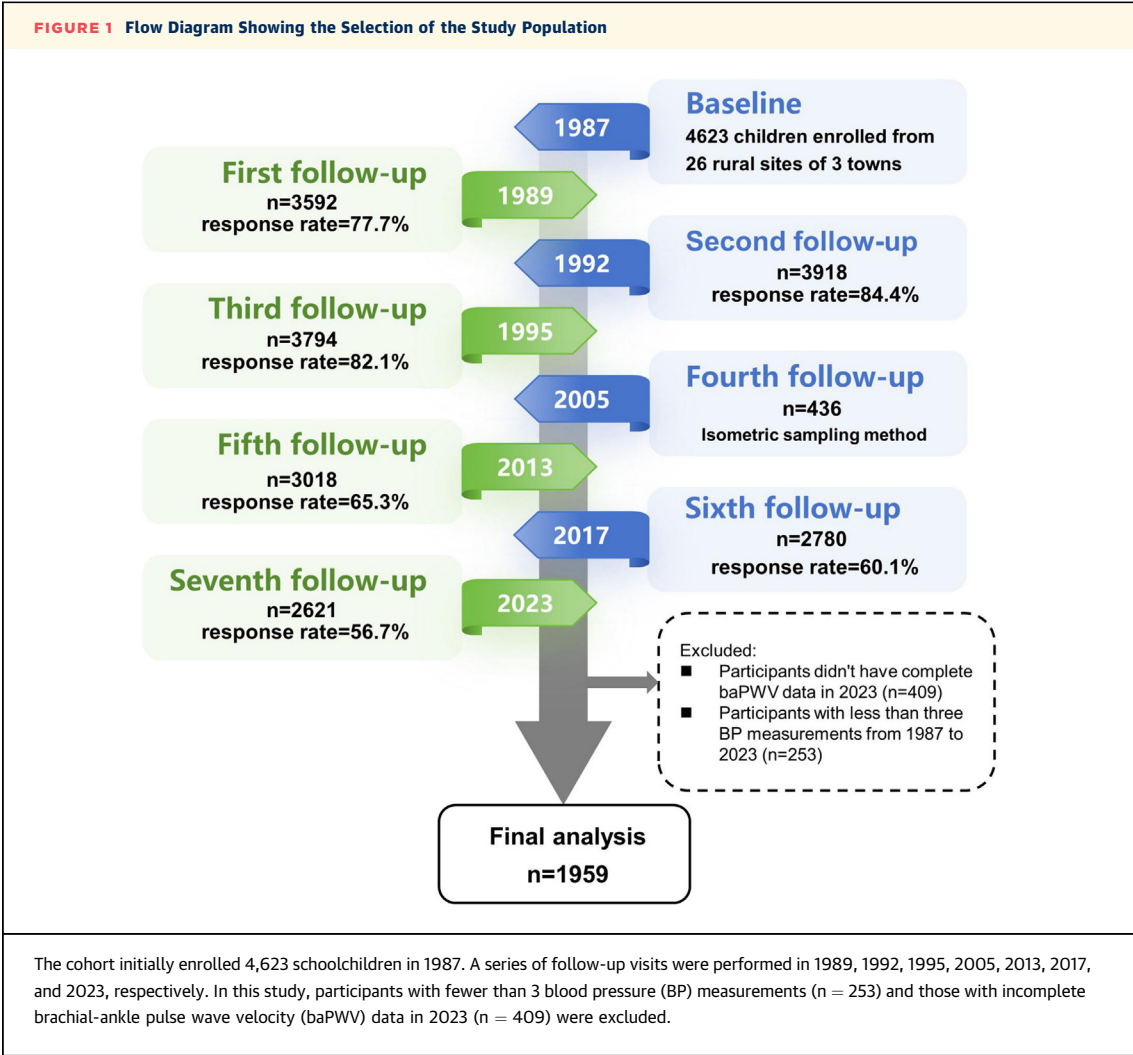 FIGURE 1 Flow Diagram Showing the Selection of the Study Population
1987
Baseline
4623 children enrolled from
26 rural sites of 3 towns
First follow-up
n=3592
response rate=77.7%
1989
1992
Second follow-up
n=3918
response rate=84.4%
Third follow-up
n=3794
response rate=82.1%
1995
2005
Fourth follow-up
n=436
Isometric sampling method
Fifth follow-up
n=3018
response rate=65.3%
2013
2017
Sixth follow-up
n=2780
response rate=60.1%
Seventh follow-up
n=2621
response rate=56.7%
2023
Excluded:
■ Participants didn't have complete
baPWV data in 2023 (n=409)
■ Participants with less than three
BP measurements from 1987 to
2023 (n=253)
Final analysis
n=1959
The cohort initially enrolled 4,623 schoolchildren in 1987. A series of follow-up visits were performed in 1989, 1992, 1995, 2005, 2013, 2017,
and 2023, respectively. In this study, participants with fewer than 3 blood pressure (BP) measurements (n = 253) and those with incomplete
brachial-ankle pulse wave velocity (baPWV) data in 2023 (n = 409) were excluded.